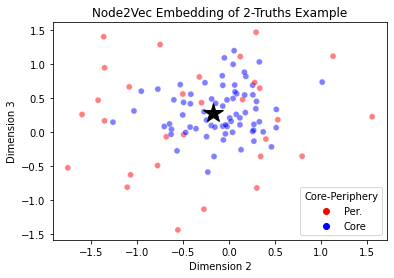 Node2Vec Embedding of 2-Truths Example
Dimension 3
1.5
1.0
0.5
0.0
−0.5
−1.0
−1.5
Core-Periphery
Per.
Core
−1.5 −1.0 −0.5 0.0 0.5 1.0 1.5
Dimension 2